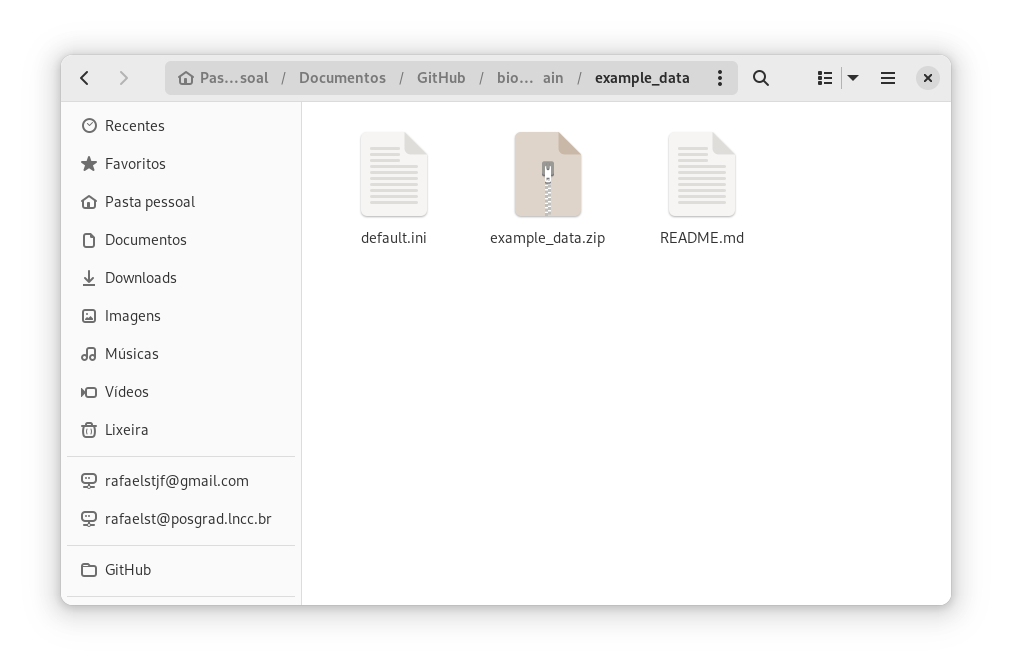 Pas...soal / Documentos / GitHub / bio... ain / example_data
Recentes
Favoritos
Pasta pessoal
Documentos
Downloads
Imagens
Músicas
Vídeos
Lixeira
rafaelstjf@gmail.com
rafaelst@posgrad.lncc.br
GitHub
default.ini
example_data.zip
README.md